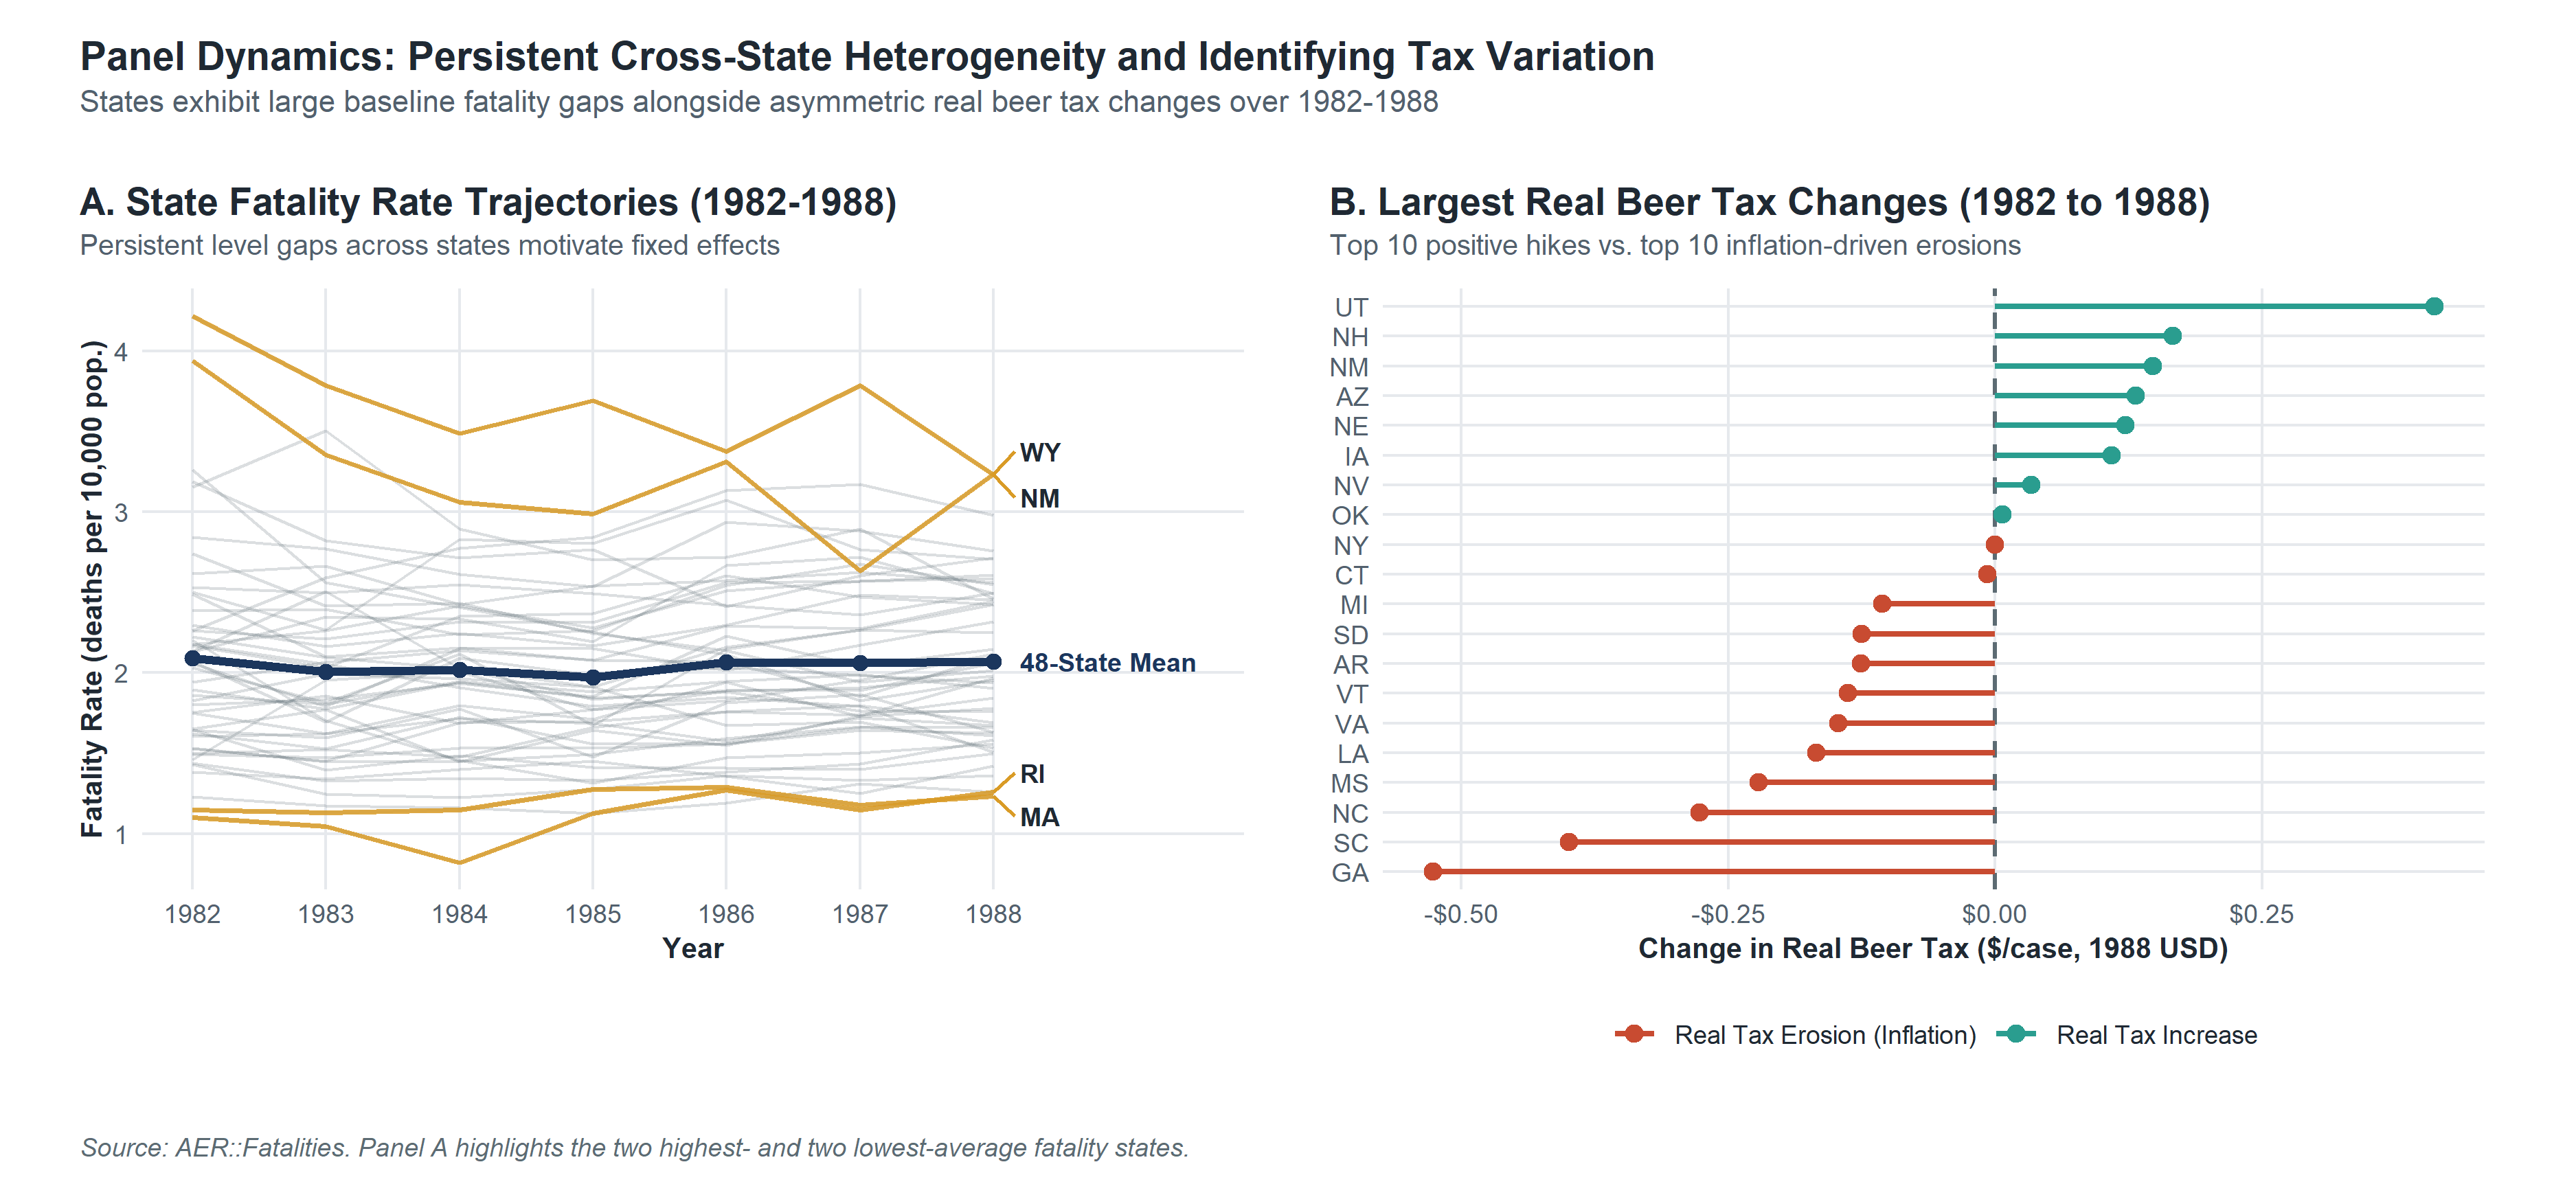 Panel Dynamics: Persistent Cross-State Heterogeneity and Identifying Tax Variation
States exhibit large baseline fatality gaps alongside asymmetric real beer tax changes over 1982-1988
A. State Fatality Rate Trajectories (1982-1988)
Persistent level gaps across states motivate fixed effects
Fatality Rate (deaths per 10,000 pop.)
4
3
2
1
WY
NM
48-State Mean
RI
MA
1982 1983 1984 1985 1986 1987 1988
Year
B. Largest Real Beer Tax Changes (1982 to 1988)
Top 10 positive hikes vs. top 10 inflation-driven erosions
UT
NH
NM
AZ
NE
IA
NV
OK
NY
CT
MI
SD
AR
VT
VA
LA
MS
NC
SC
GA
-$0.50 -$0.25 $0.00 $0.25
Change in Real Beer Tax ($/case, 1988 USD)
Real Tax Erosion (Inflation) Real Tax Increase
Source: AER::Fatalities. Panel A highlights the two highest- and two lowest-average fatality states.